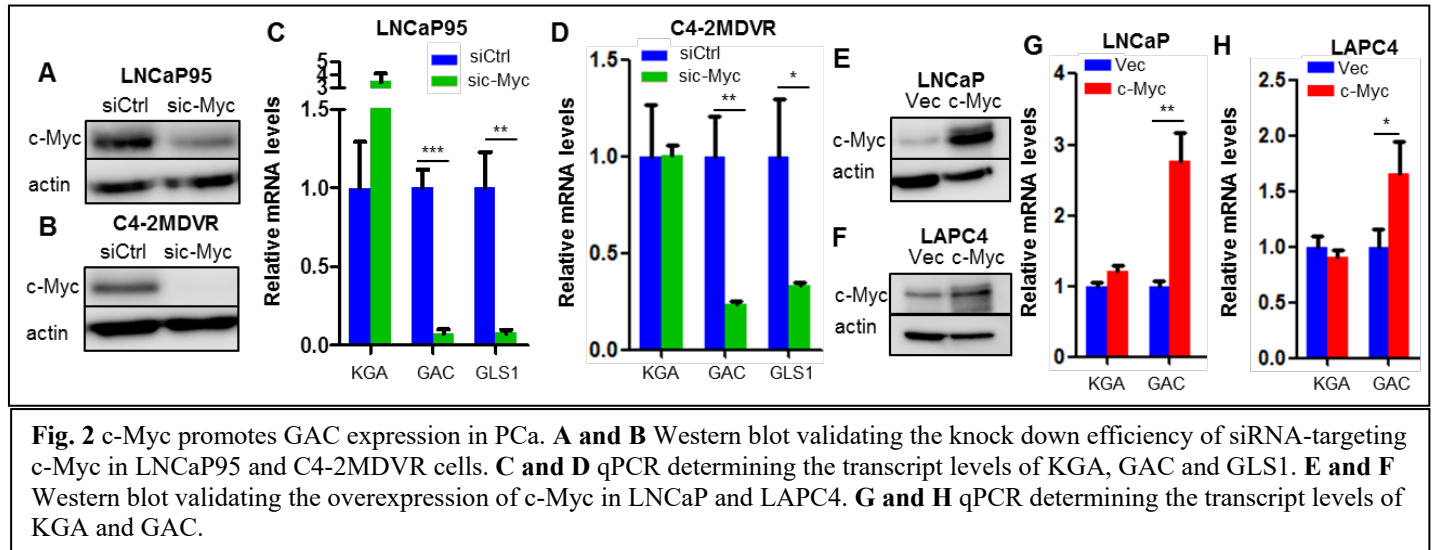 A
LNCaP95
siCtrl sic-Myc
c-Myc
actin
B
C4-2MDVR
siCtrl sic-Myc
c-Myc
actin
C
LNCaP95
siCtrl
sic-Myc
Relative mRNA levels
5
4
3
1.5
1.0
0.5
0.0
KGA GAC GLS1
***
**
D
C4-2MDVR
siCtrl
sic-Myc
Relative mRNA levels
1.5
1.0
0.5
0.0
KGA GAC GLS1
**
*
E
LNCaP
Vec c-Myc
c-Myc
actin
F
LAPC4
Vec c-Myc
c-Myc
actin
G
LNCaP
Vec
c-Myc
Relative mRNA levels
4
3
2
1
0
KGA GAC
**
H
LAPC4
Vec
c-Myc
Relative mRNA levels
2.5
2.0
1.5
1.0
0.5
0.0
KGA GAC
*
Fig. 2 c-Myc promotes GAC expression in PCa. A and B Western blot validating the knock down efficiency of siRNA-targeting
c-Myc in LNCaP95 and C4-2MDVR cells. C and D qPCR determining the transcript levels of KGA, GAC and GLS1. E and F
Western blot validating the overexpression of c-Myc in LNCaP and LAPC4. G and H qPCR determining the transcript levels of
KGA and GAC.